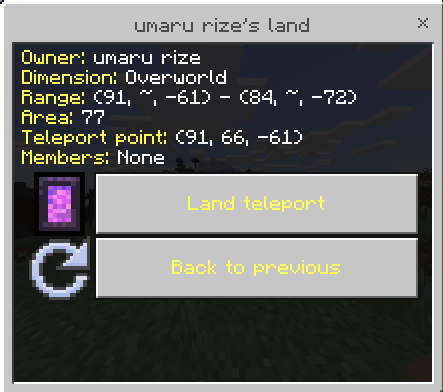 umaru rize's land
Owner: umaru rize
Dimension: Overworld
Range: (91, ~, -61) - (84, ~, -72)
Area: 77
Teleport point: (91, 66, -61)
Members: None
Land teleport
Back to previous